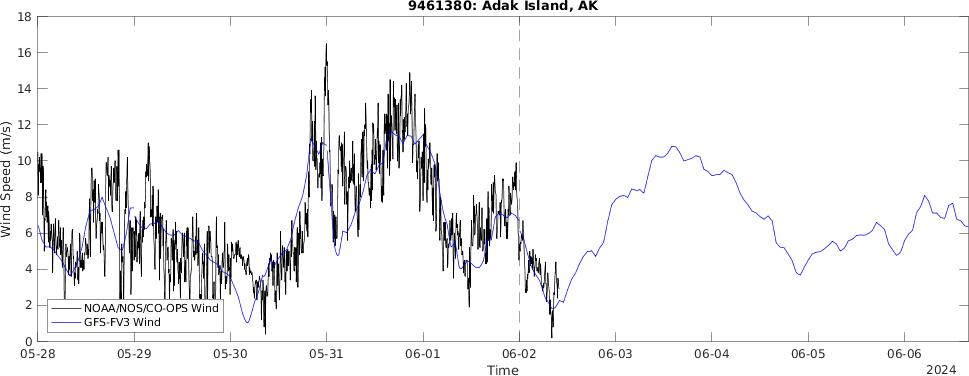 9461380: Adak Island, AK
Wind Speed (m/s)
18
16
14
12
10
8
6
4
2
0
NOAA/NOS/CO-OPS Wind
GFS-FV3 Wind
05-28 05-29 05-30 05-31 06-01 06-02 06-03 06-04 06-05 06-06
Time
2024